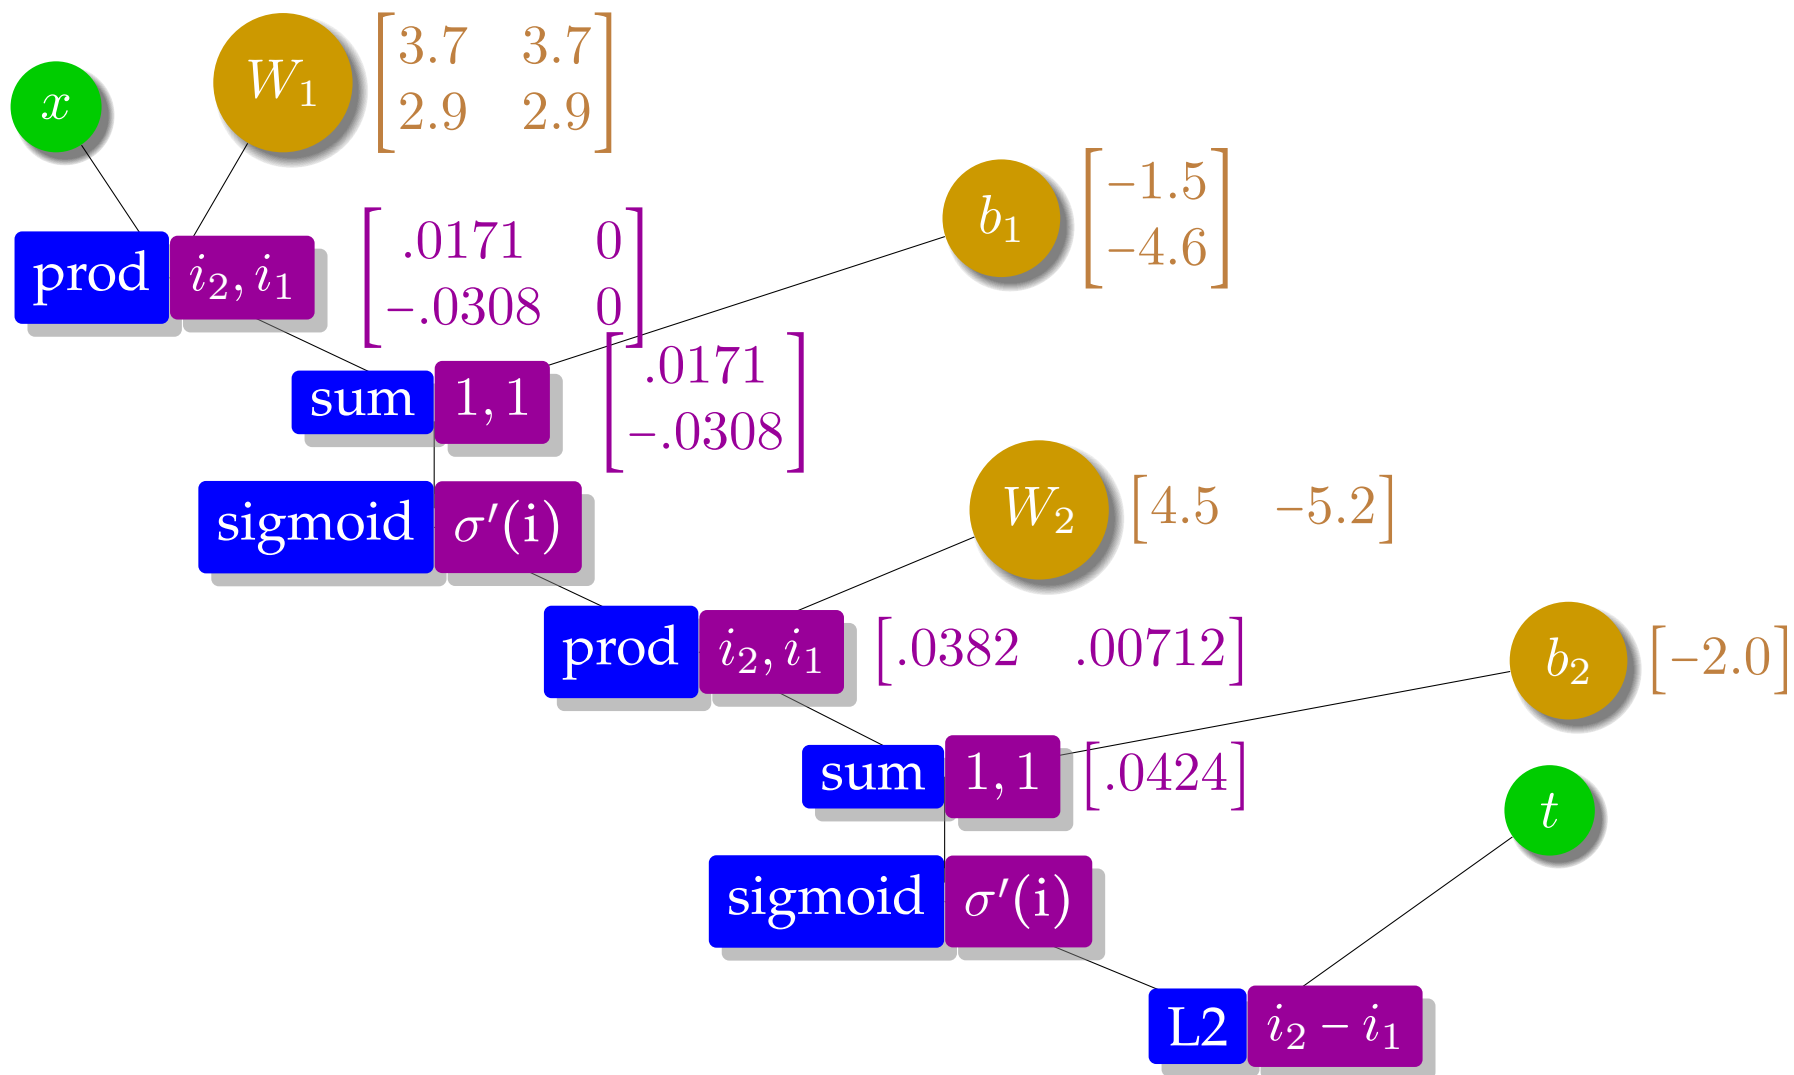 x
W₁
3.7 3.7
2.9 2.9
b₁
–1.5
–4.6
prod i₂, i₁
.0171 0
–.0308 0
sum 1, 1
.0171
–.0308
sigmoid σ′(i)
W₂
4.5 –5.2
prod i₂, i₁
.0382 .00712
b₂
–2.0
sum 1, 1
.0424
t
sigmoid σ′(i)
L2 i₂ – i₁